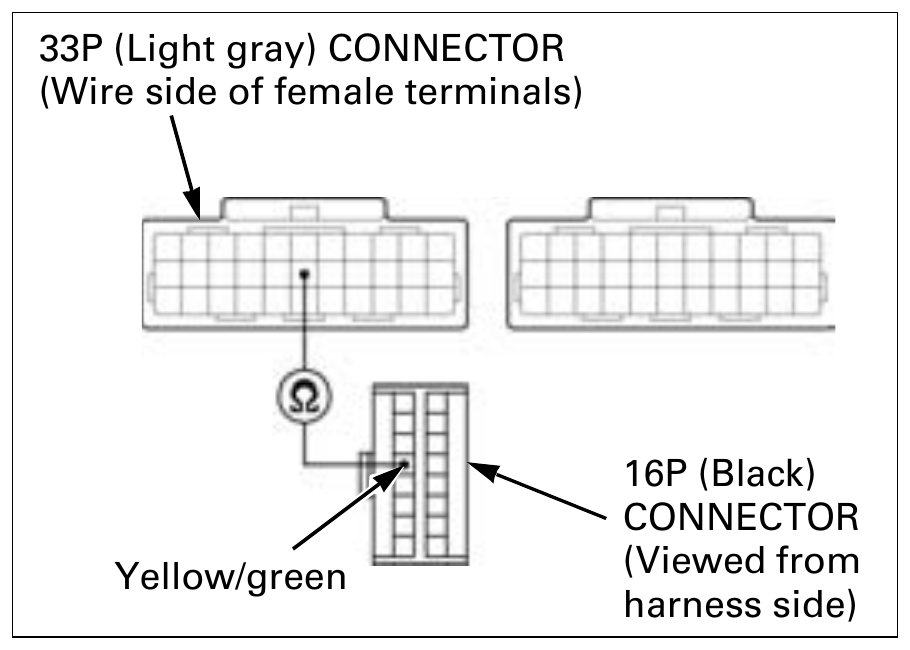 33P (Light gray) CONNECTOR
(Wire side of female terminals)
Ω
16P (Black)
CONNECTOR
(Viewed from
harness side)
Yellow/green